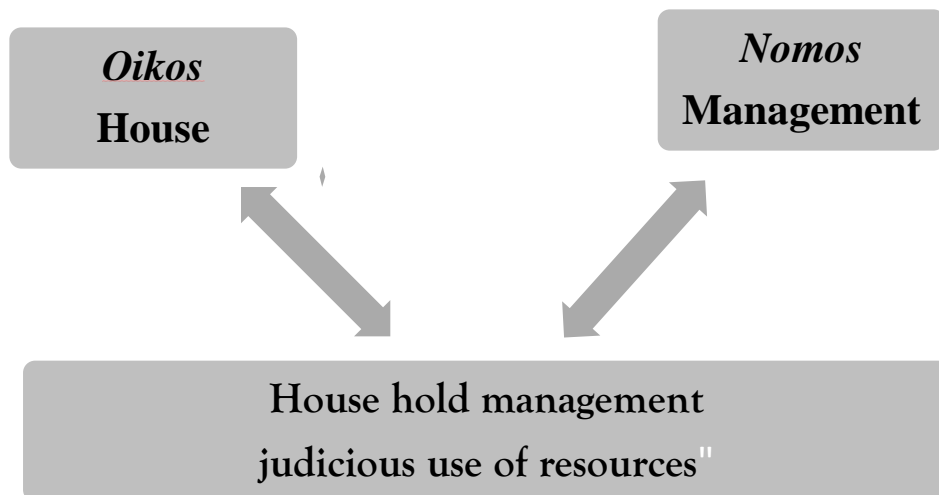 Oikos
House
Nomos
Management
House hold management
judicious use of resources"